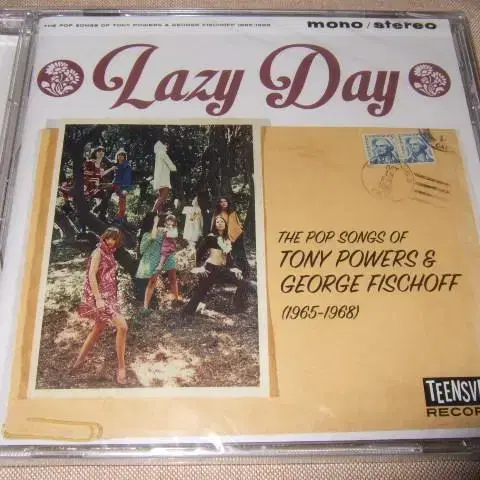 THE POP SONGS OF TONY POWERS & GEORGE FISCHOFF 1965-1968
mono / stereo
Lazy Day
THE POP SONGS OF
TONY POWERS &
GEORGE FISCHOFF
(1965-1968)
TEENSV
RECOR